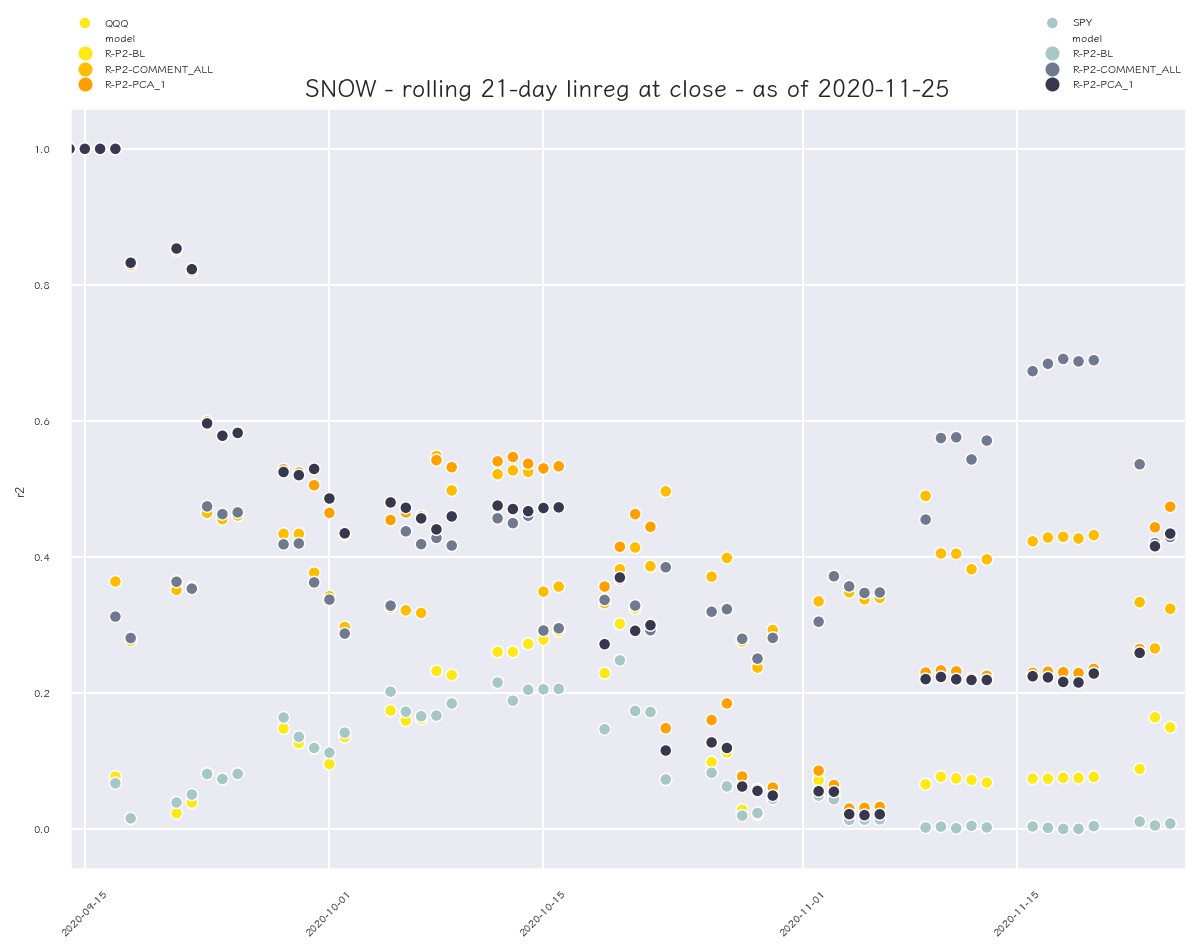 QQQ
model
R-P2-BL
R-P2-COMMENT_ALL
R-P2-PCA_1
SPY
model
R-P2-BL
R-P2-COMMENT_ALL
R-P2-PCA_1
SNOW - rolling 21-day linreg at close - as of 2020-11-25
1.0
0.8
0.6
0.4
0.2
0.0
r2
2020-09-15
2020-10-01
2020-10-15
2020-11-01
2020-11-15